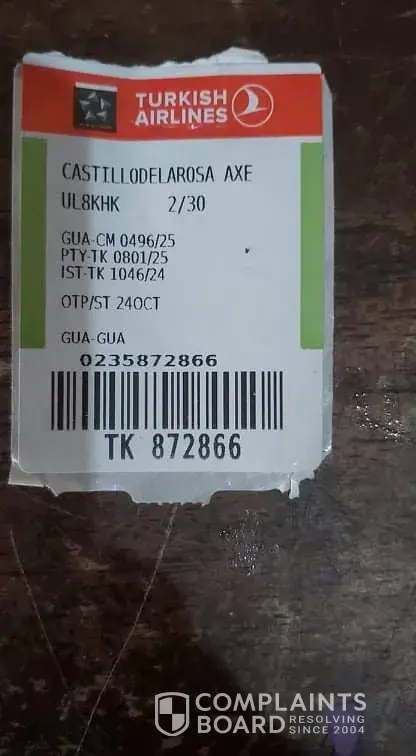 TURKISH
AIRLINES
CASTILLODELAROSA AXE
UL8KHK 2/30
GUA-CM 0496/25
PTY-TK 0801/25
IST-TK 1046/24
OTP/ST 24OCT
GUA-GUA
0235872866
TK 872866
COMPLAINTS
BOARD RESOLVING
SINCE 2004